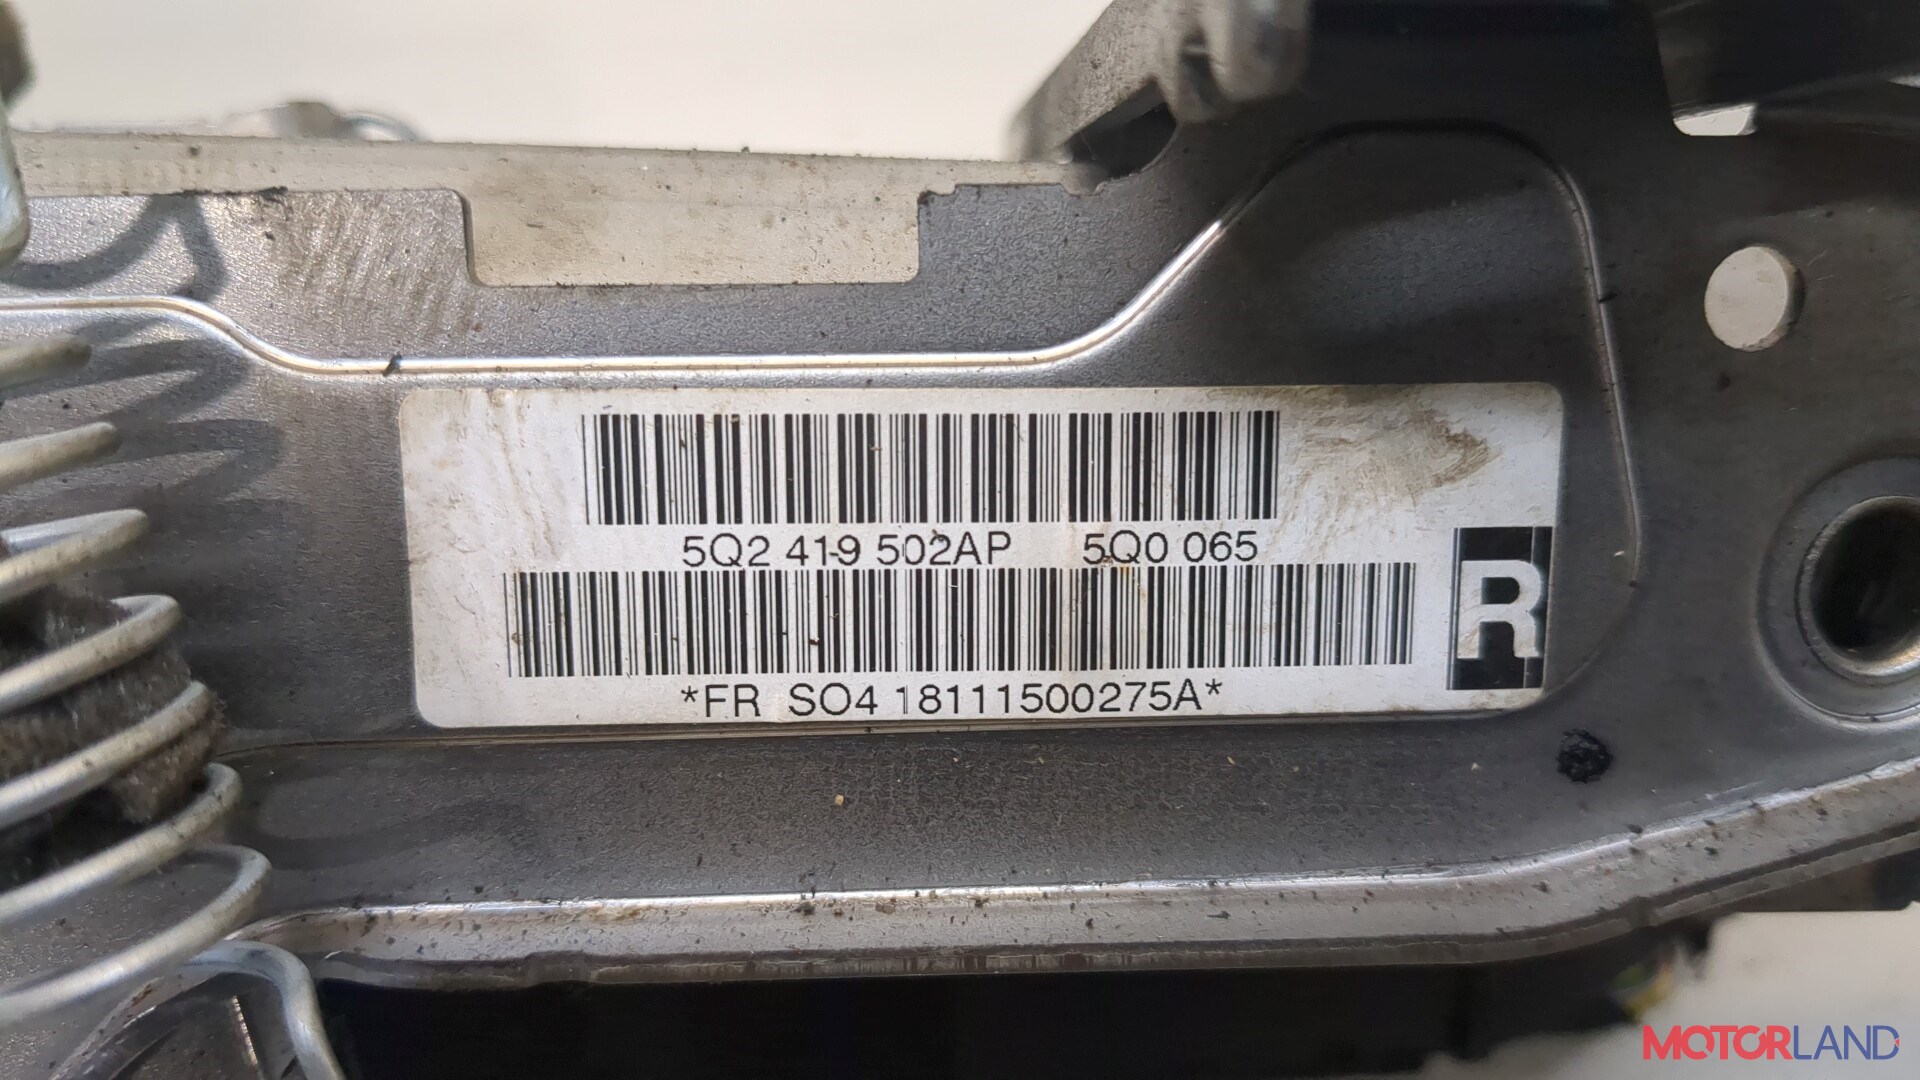 5Q2 419 502AP 5Q0 065
*FR SO4 18111500275A*
R
MOTORLAND